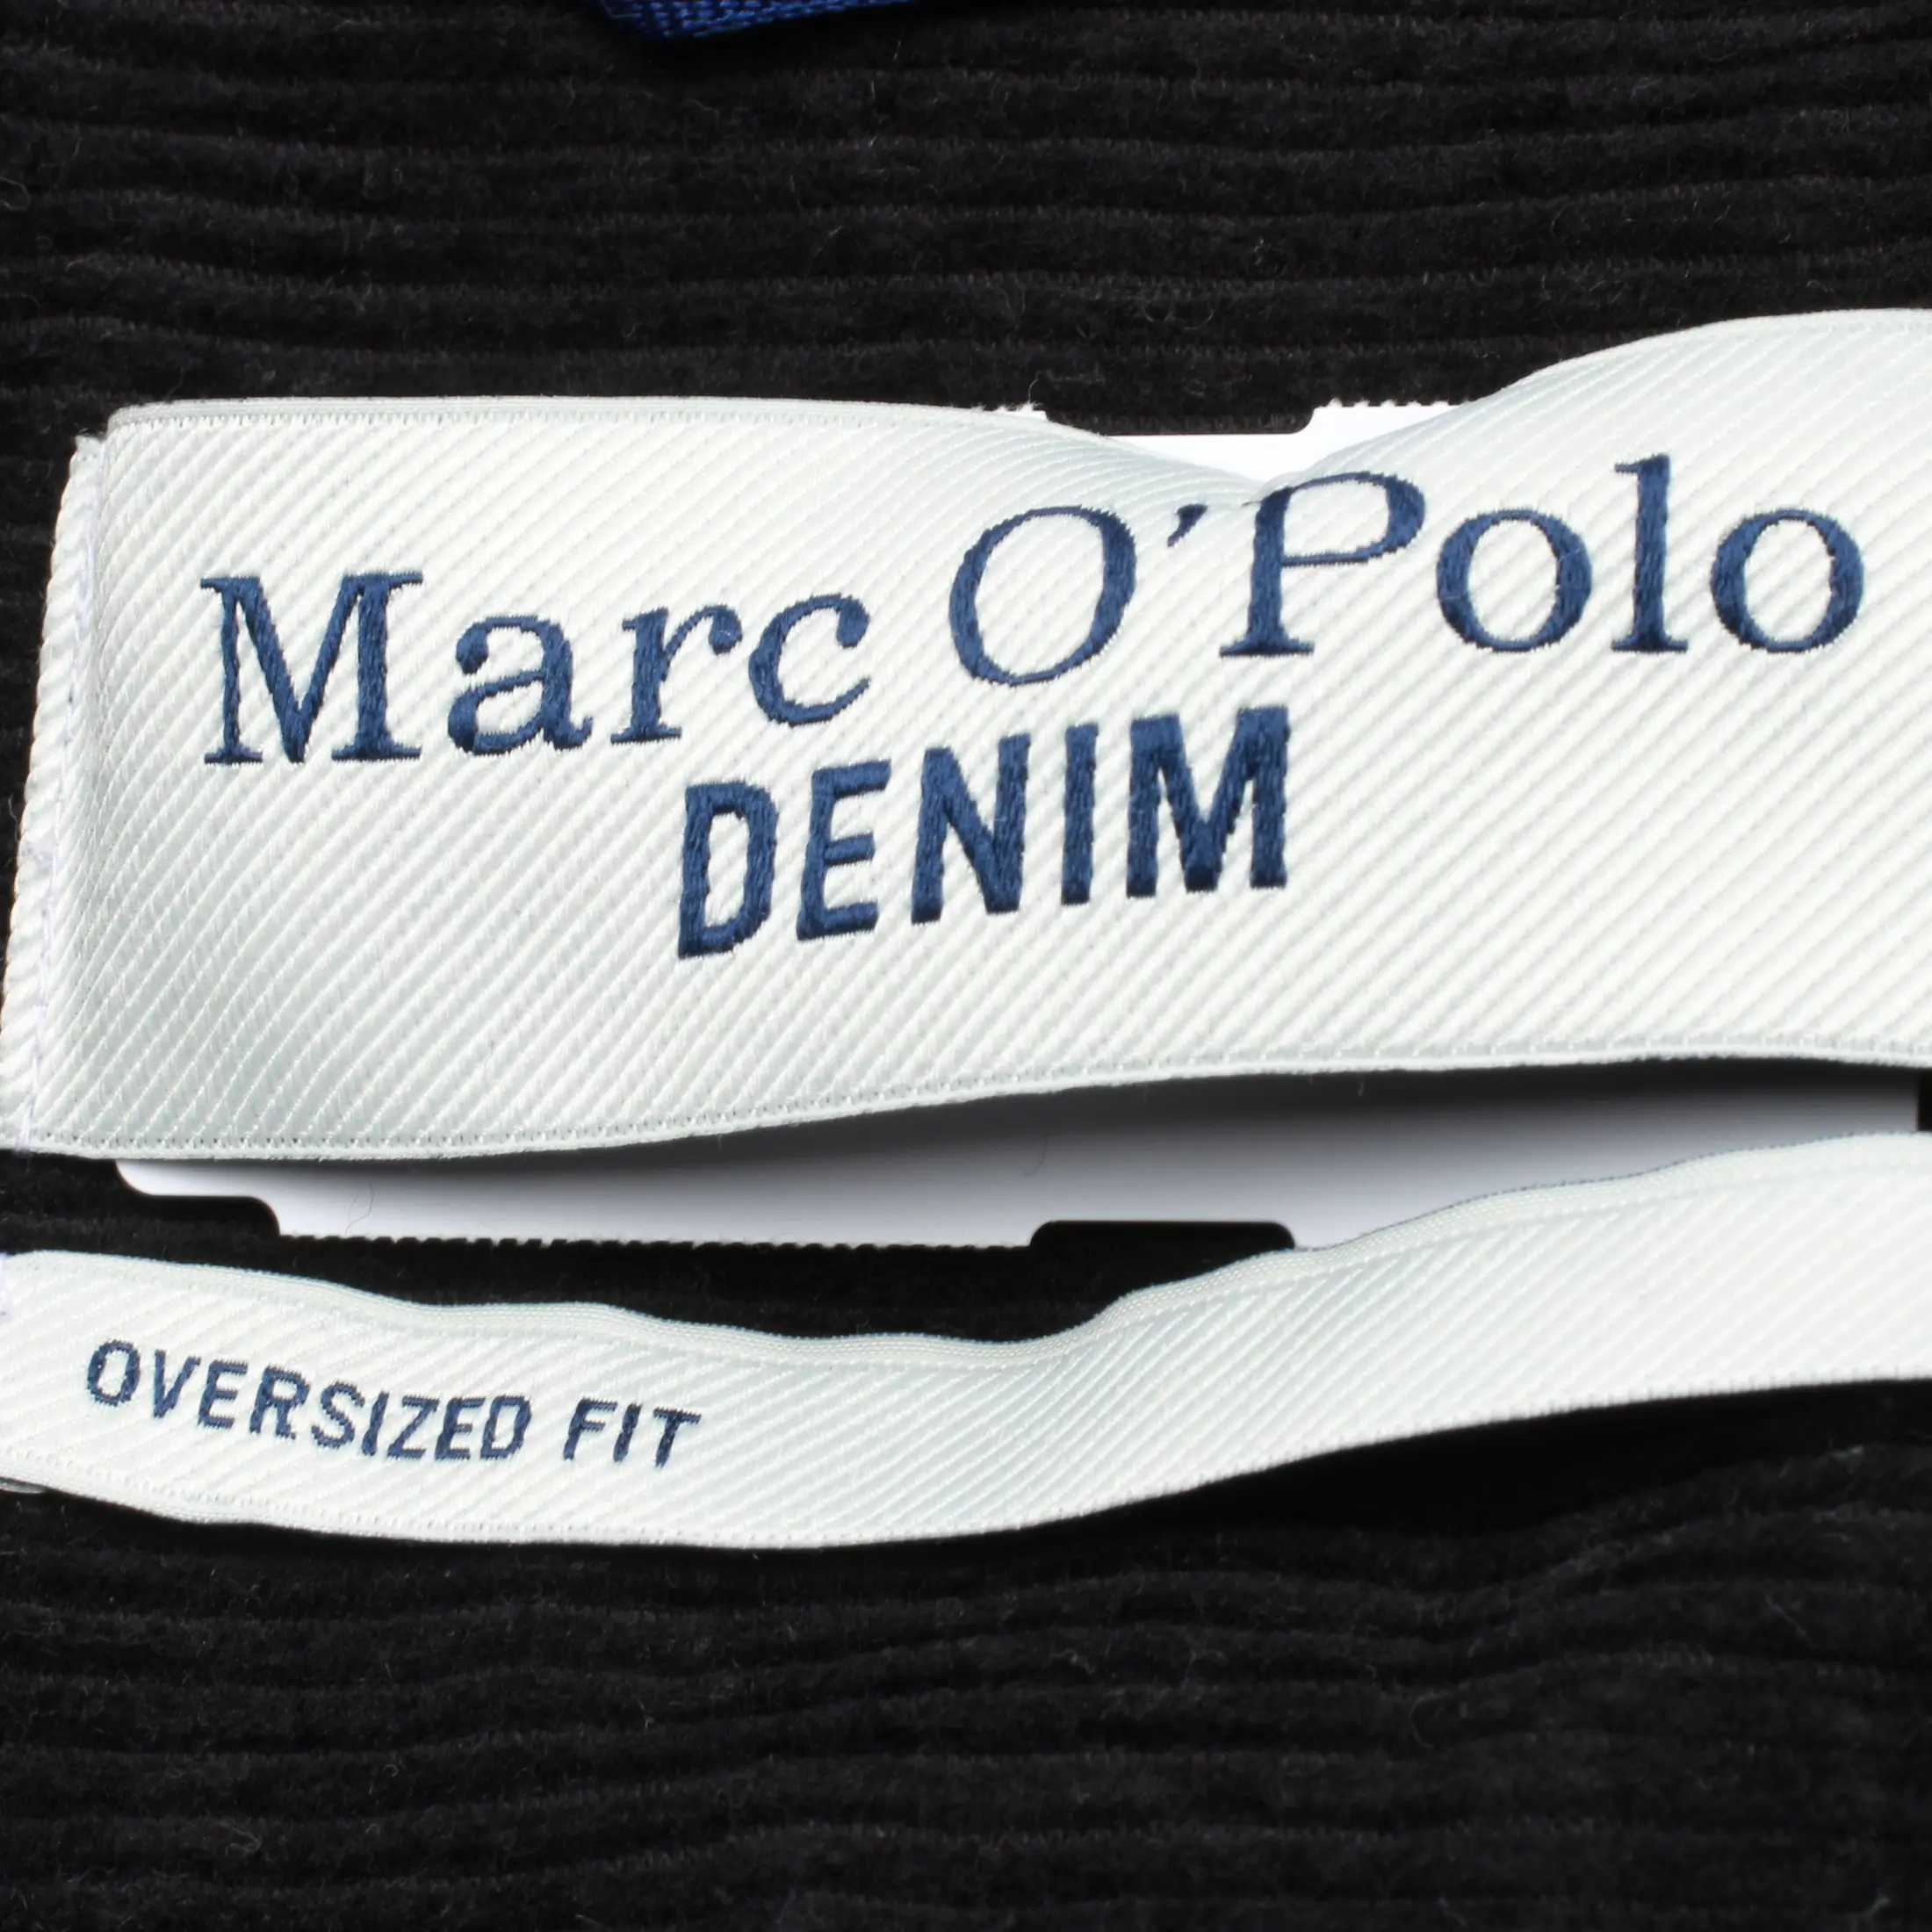 Marc O'Polo
DENIM
OVERSIZED FIT